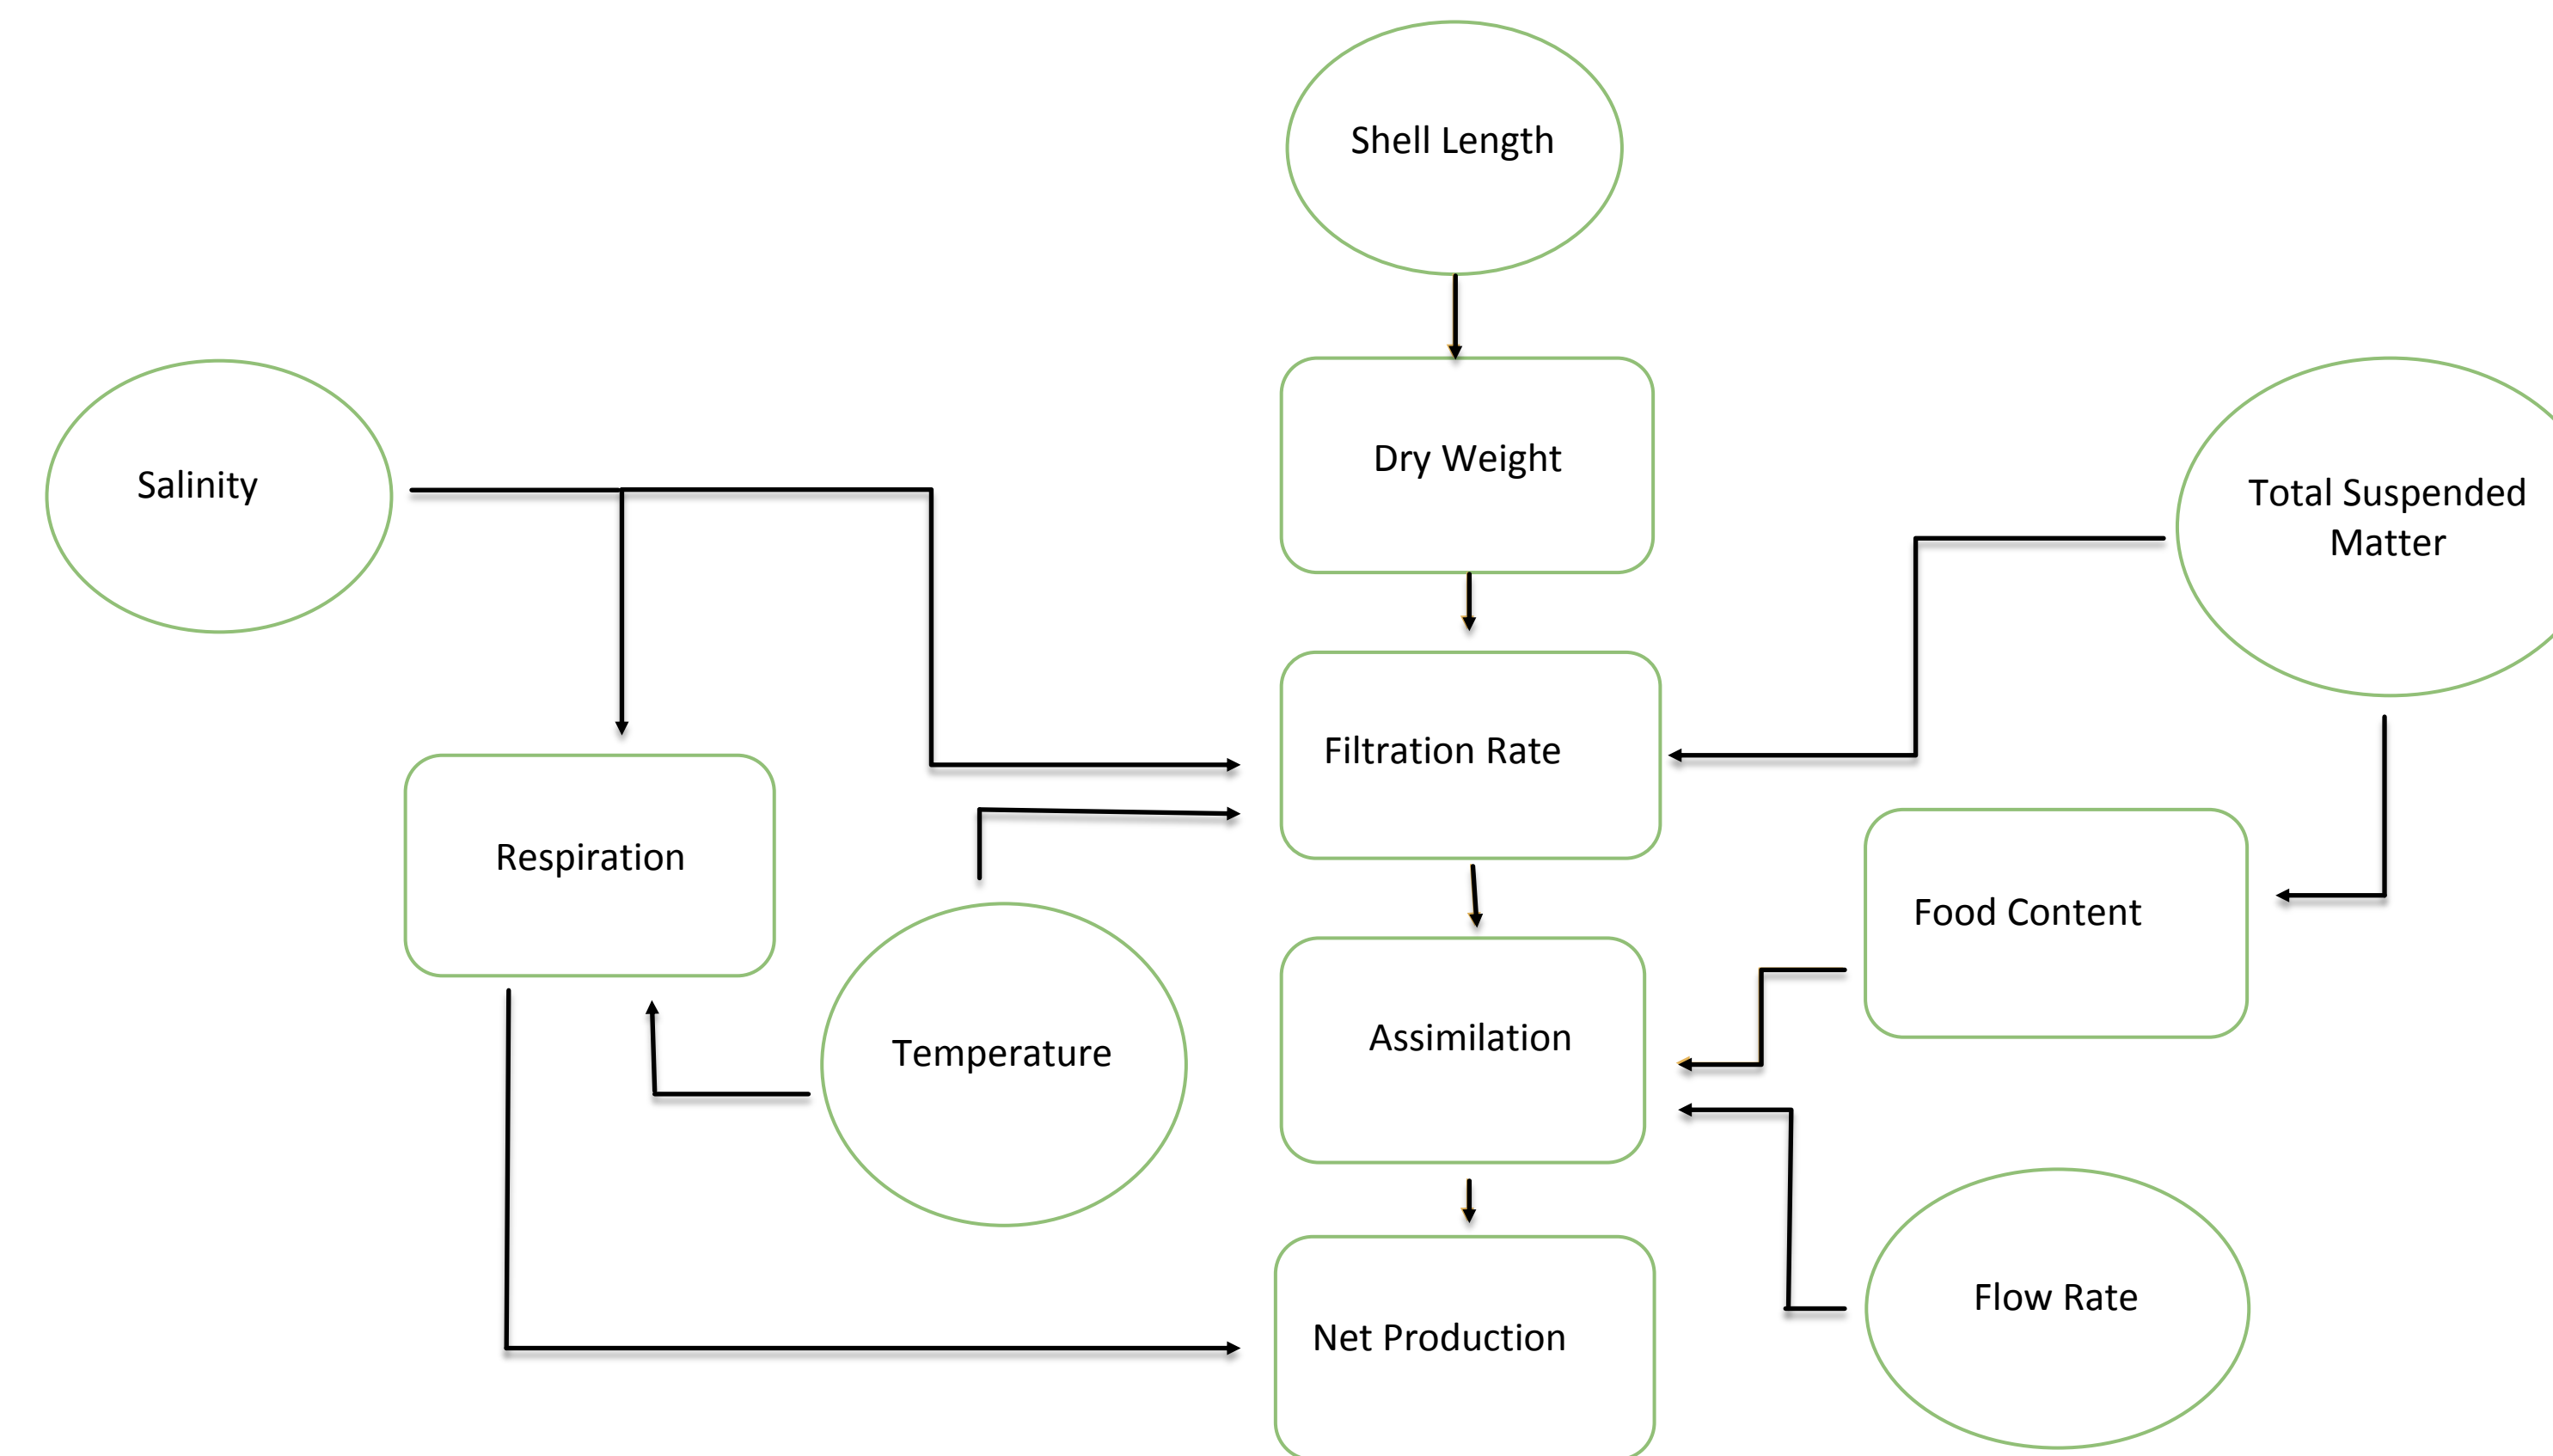 Shell Length
Dry Weight
Salinity
Total Suspended
Matter
Filtration Rate
Respiration
Food Content
Temperature
Assimilation
Flow Rate
Net Production